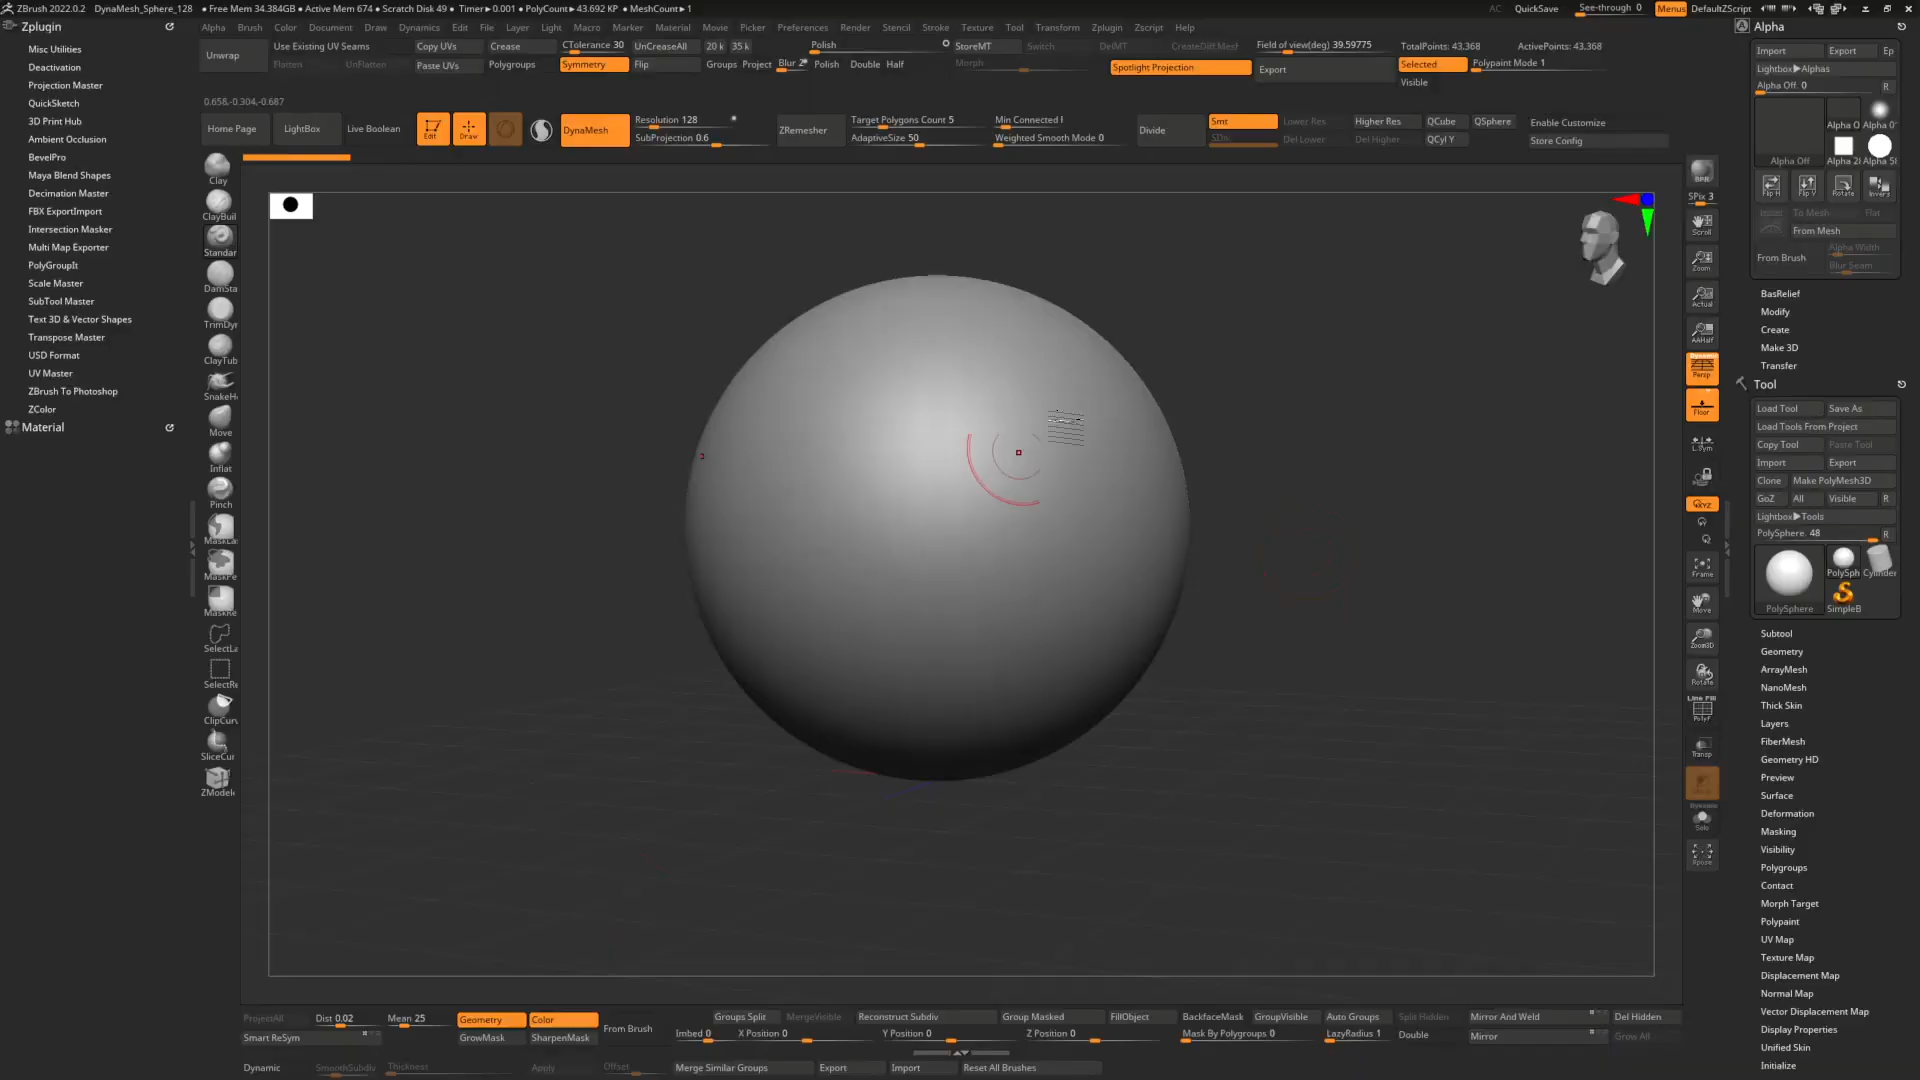 ZBrush 2022.0.2 DynaMesh_Sphere_128 • Free Mem 34.384GB • Active Mem 674 • Scratch Disk 49 • Timer▸0.001 • PolyCount▸43.692 KP • MeshCount▸1 AC QuickSave See-through 0 Menus DefaultZScript
Zplugin
Misc Utilities
Deactivation
Projection Master
QuickSketch
3D Print Hub
Ambient Occlusion
BevelPro
Maya Blend Shapes
Decimation Master
FBX ExportImport
Intersection Masker
Multi Map Exporter
PolyGroupIt
Scale Master
SubTool Master
Text 3D & Vector Shapes
Transpose Master
USD Format
UV Master
ZBrush To Photoshop
ZColor
Material
Alpha Brush Color Document Draw Dynamics Edit File Layer Light Macro Marker Material Movie Picker Preferences Render Stencil Stroke Texture Tool Transform Zplugin Zscript Help
Unwrap Use Existing UV Seams Copy UVs Crease CTolerance 30 UnCreaseAll 20 k 35 k Polish StoreMT Switch DelMT CreateDiff Mesh Field of view(deg) 39.59775 TotalPoints: 43,368 ActivePoints: 43,368
Flatten UnFlatten Paste UVs Polygroups Symmetry Flip Groups Project Blur 2 Polish Double Half Morph Spotlight Projection Export Selected Polypaint Mode 1
Visible
0.658,-0.304,-0.687
Home Page LightBox Live Boolean Edit Draw DynaMesh Resolution 128 ZRemesher Target Polygons Count 5 Min Connected I Divide Smt Lower Res Higher Res QCube QSphere Enable Customize
SubProjection 0.6 AdaptiveSize 50 Weighted Smooth Mode 0 SDiv Del Lower Del Higher QCyl Y Store Config
Clay
ClayBuil
Standar
DamSta
TrimDyn
ClayTub
SnakeHo
Move
Inflat
Pinch
MaskLa
MaskPe
MaskRe
SelectLa
SelectRe
ClipCurv
SliceCur
ZModele
BPR
SPix 3
Scroll
Zoom
Actual
AAHalf
Dynamic
Persp
Floor
L.Sym
XYZ
Frame
Move
Zoom3D
Rotate
Line Fill
PolyF
Transp
Dynamic
Solo
Xpose
Alpha
Import Export Ep
Lightbox▶Alphas
Alpha Off. 0 R
Alpha Off Alpha 2 Alpha 5
Flip H Flip V Rotate Invers
To Mesh Flat
From Mesh
From Brush Alpha Width
Blur Seam
BasRelief
Modify
Create
Make 3D
Transfer
Tool
Load Tool Save As
Load Tools From Project
Copy Tool Paste Tool
Import Export
Clone Make PolyMesh3D
GoZ All Visible R
Lightbox▶Tools
PolySphere. 48 R
PolySph Cylinder
PolySphere SimpleB
Subtool
Geometry
ArrayMesh
NanoMesh
Thick Skin
Layers
FiberMesh
Geometry HD
Preview
Surface
Deformation
Masking
Visibility
Polygroups
Contact
Morph Target
Polypaint
UV Map
Texture Map
Displacement Map
Normal Map
Vector Displacement Map
Display Properties
Unified Skin
Initialize
ProjectAll Dist 0.02 Mean 25 Geometry Color From Brush Groups Split MergeVisible Reconstruct Subdiv Group Masked FillObject BackfaceMask GroupVisible Auto Groups Split Hidden Mirror And Weld Del Hidden
Smart ReSym GrowMask SharpenMask Imbed 0 X Position 0 Y Position 0 Z Position 0 Mask By Polygroups 0 LazyRadius 1 Double Mirror Grow All
Dynamic SmoothSubdiv Thickness Apply Offset Merge Similar Groups Export Import Reset All Brushes